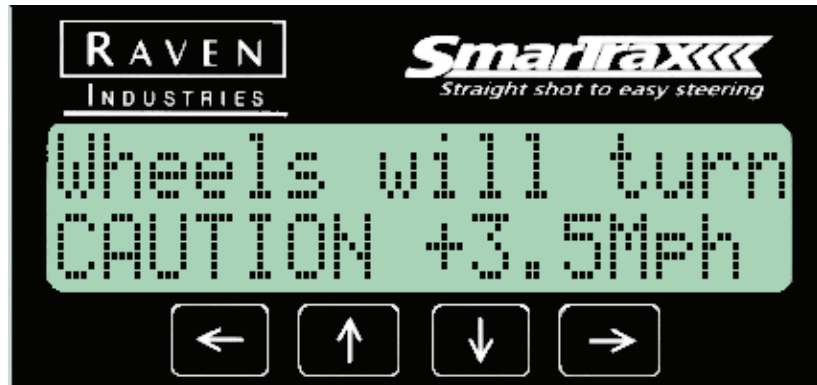 RAVEN
INDUSTRIES
SmarTrax
Straight shot to easy steering
Wheels will turn
CAUTION +3.5Mph